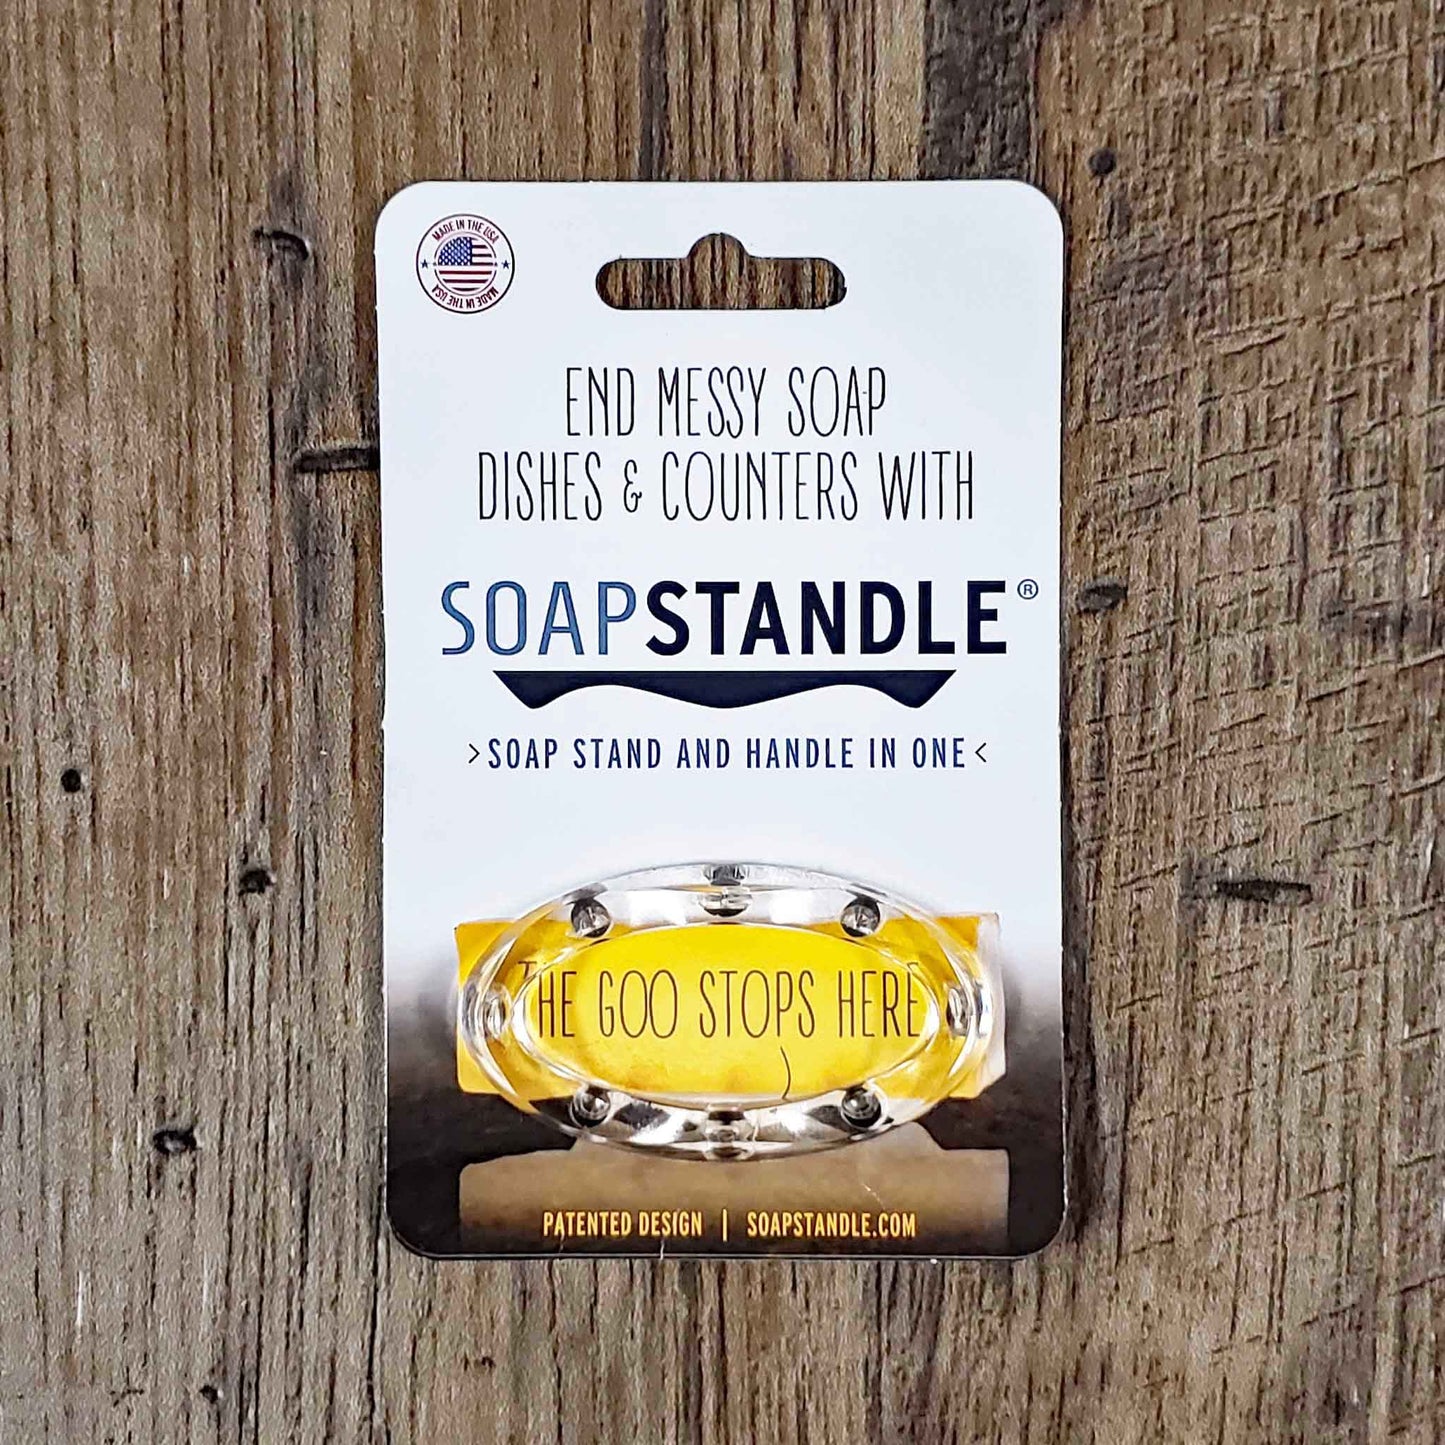 MADE IN THE USA
MADE IN THE USA
END MESSY SOAP
DISHES & COUNTERS WITH
SOAPSTANDLE®
>SOAP STAND AND HANDLE IN ONE<
THE GOO STOPS HERE
PATENTED DESIGN | SOAPSTANDLE.COM